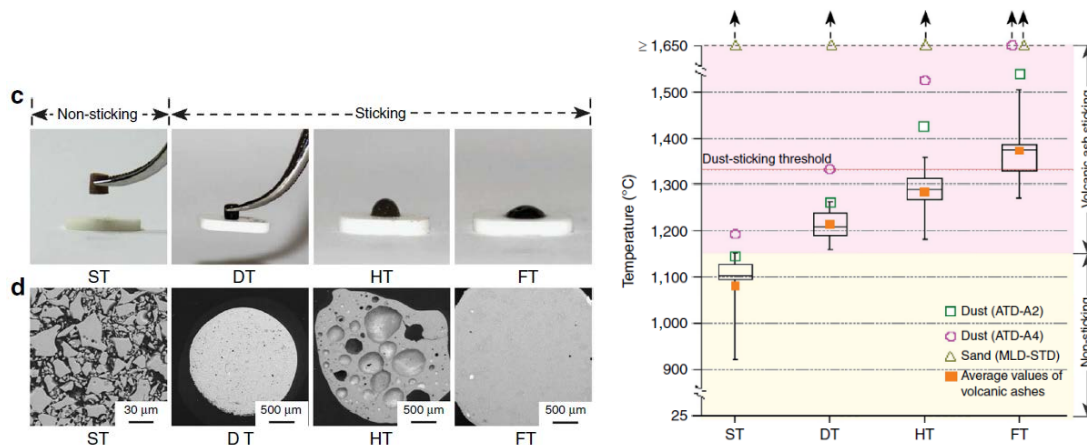 c
Non-sticking
Sticking
ST
DT
HT
FT
d
30 μm
500 μm
500 μm
500 μm
ST
D T
HT
FT
≥ 1,650
1,500
1,400
1,300
1,200
1,100
1,000
900
25
Temperature (°C)
Dust-sticking threshold
Dust (ATD-A2)
Dust (ATD-A4)
Sand (MLD-STD)
Average values of
volcanic ashes
ST
DT
HT
FT
Volcanic ash sticking
Non-sticking